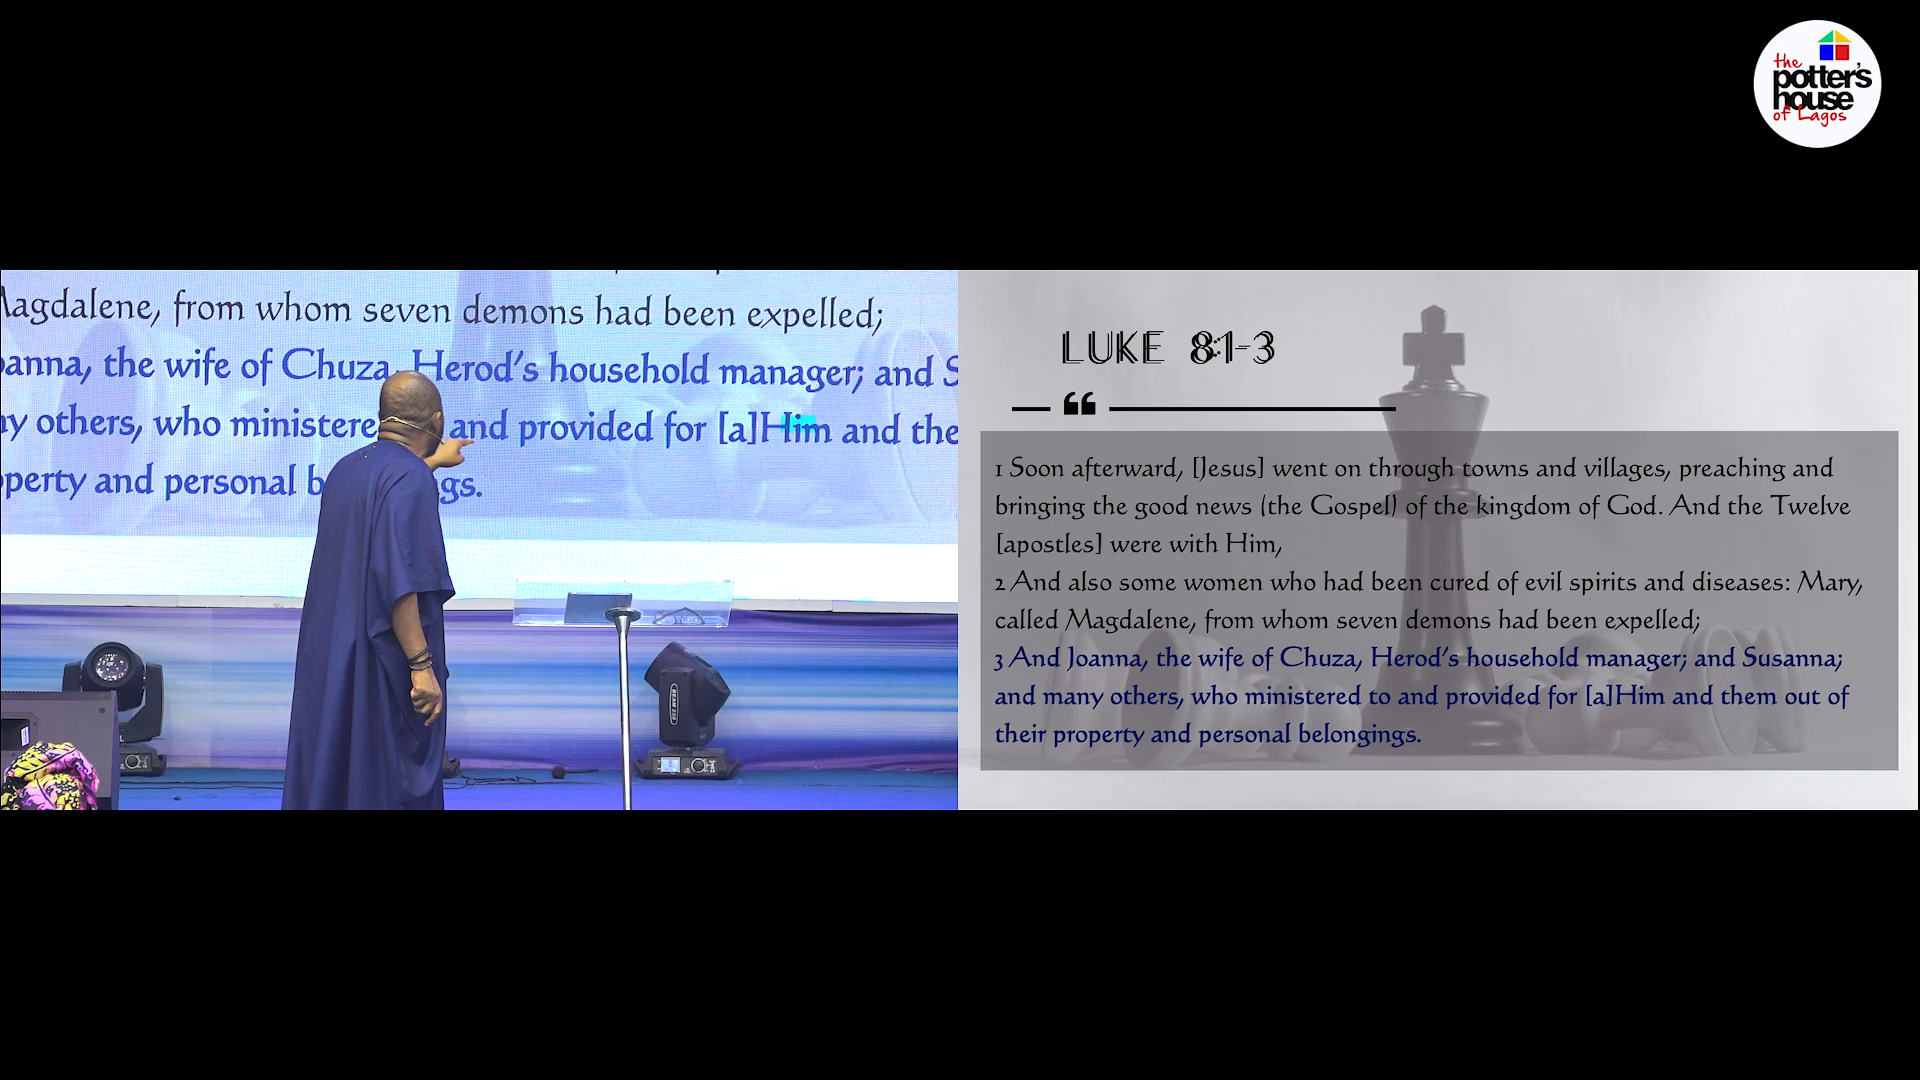 the
potter's
house
of Lagos
Magdalene, from whom seven demons had been expelled;
oanna, the wife of Chuza, Herod's household manager; and S
ny others, who ministere and provided for [a]Him and the
operty and personal b gs.
LUKE 8:1-3
1 Soon afterward, [Jesus] went on through towns and villages, preaching and
bringing the good news (the Gospel) of the kingdom of God. And the Twelve
[apostles] were with Him,
2 And also some women who had been cured of evil spirits and diseases: Mary,
called Magdalene, from whom seven demons had been expelled;
3 And Joanna, the wife of Chuza, Herod's household manager; and Susanna;
and many others, who ministered to and provided for [a]Him and them out of
their property and personal belongings.